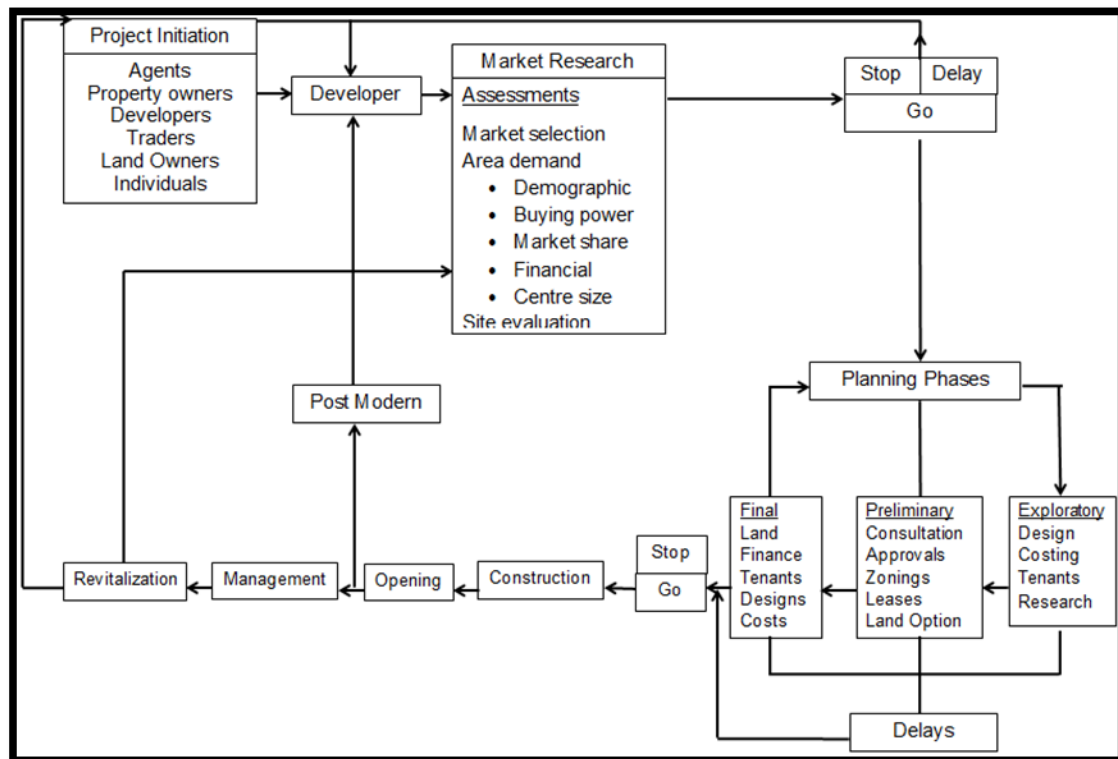 Project Initiation
Agents
Property owners
Developers
Traders
Land Owners
Individuals
Developer
Market Research
Assessments
Market selection
Area demand
• Demographic
• Buying power
• Market share
• Financial
• Centre size
Site evaluation
Stop
Delay
Go
Planning Phases
Post Modern
Final
Land
Finance
Tenants
Designs
Costs
Preliminary
Consultation
Approvals
Zonings
Leases
Land Option
Exploratory
Design
Costing
Tenants
Research
Stop
Go
Construction
Opening
Management
Revitalization
Delays